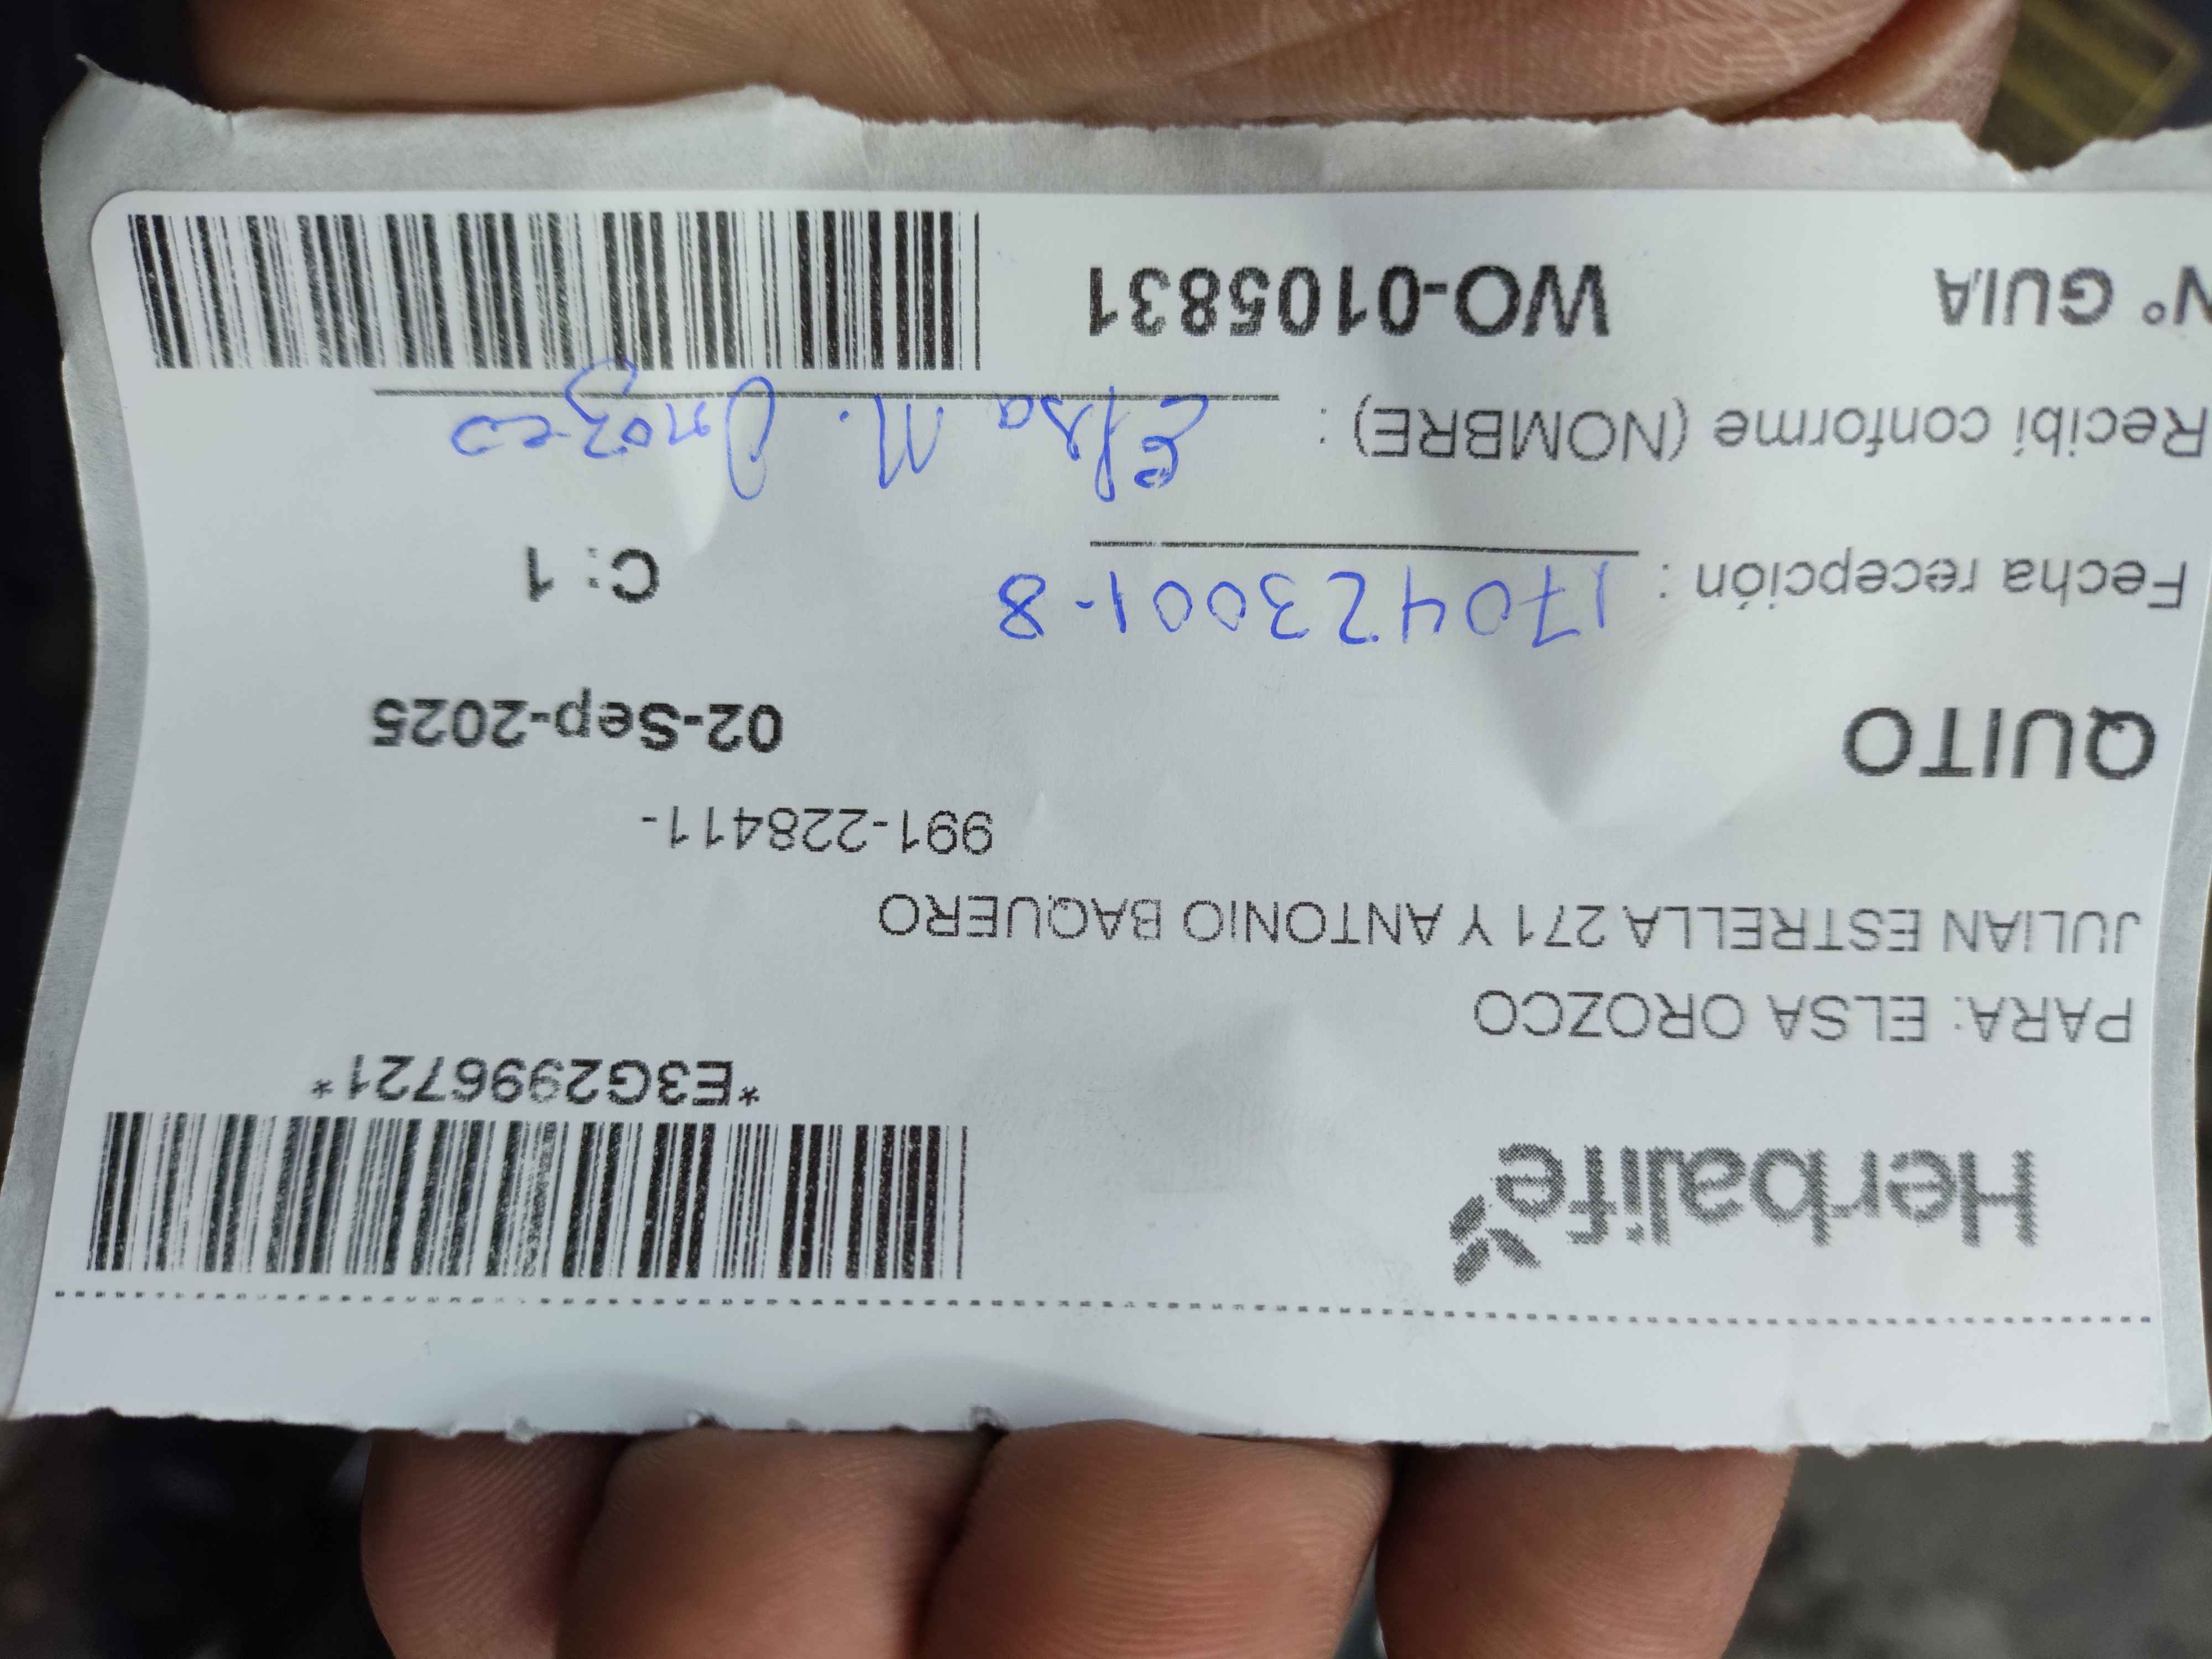 Herbalife
*E3G2996721*
PARA: ELSA OROZCO
JULIAN ESTRELLA 271 Y ANTONIO BAQUERO
991-228411-
QUITO 02-Sep-2025
Fecha recepción : 170423001-8 C: 1
Recibí conforme (NOMBRE) : Elsa M. Orozco
N° GUIA WO-0105831